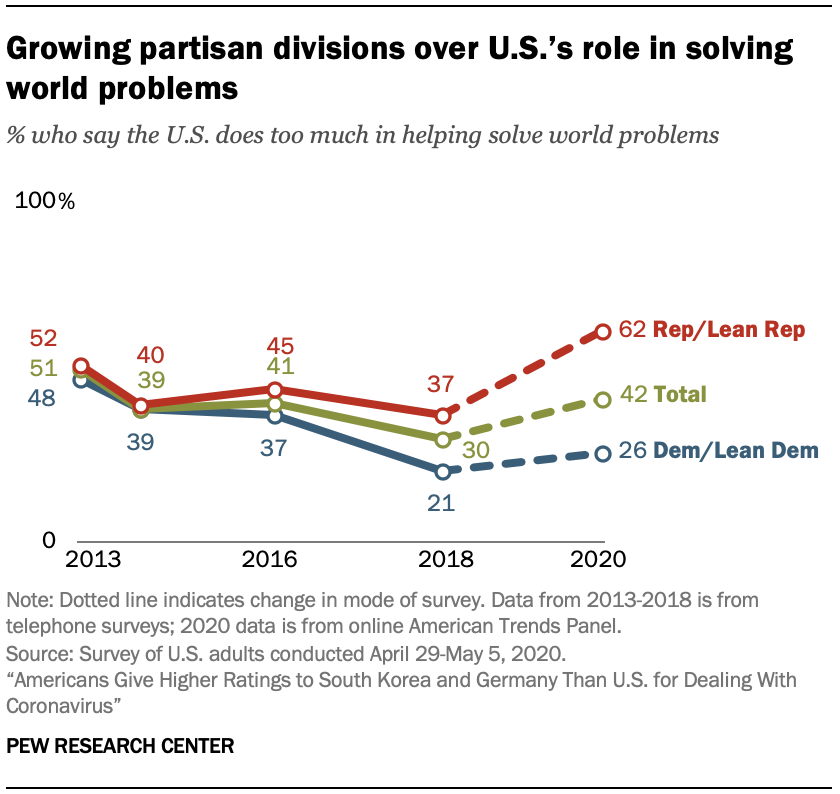 Growing partisan divisions over U.S.’s role in solving
world problems
% who say the U.S. does too much in helping solve world problems
100%
52
51
48
40
39
39
45
41
37
37
30
21
62 Rep/Lean Rep
42 Total
26 Dem/Lean Dem
0
2013 2016 2018 2020
Note: Dotted line indicates change in mode of survey. Data from 2013-2018 is from
telephone surveys; 2020 data is from online American Trends Panel.
Source: Survey of U.S. adults conducted April 29-May 5, 2020.
“Americans Give Higher Ratings to South Korea and Germany Than U.S. for Dealing With
Coronavirus”
PEW RESEARCH CENTER